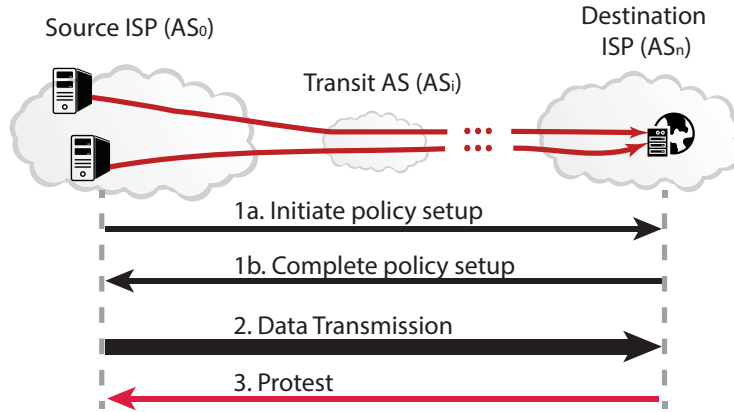 Source ISP (AS₀)
Destination
ISP (ASₙ)
Transit AS (ASᵢ)
1a. Initiate policy setup
1b. Complete policy setup
2. Data Transmission
3. Protest